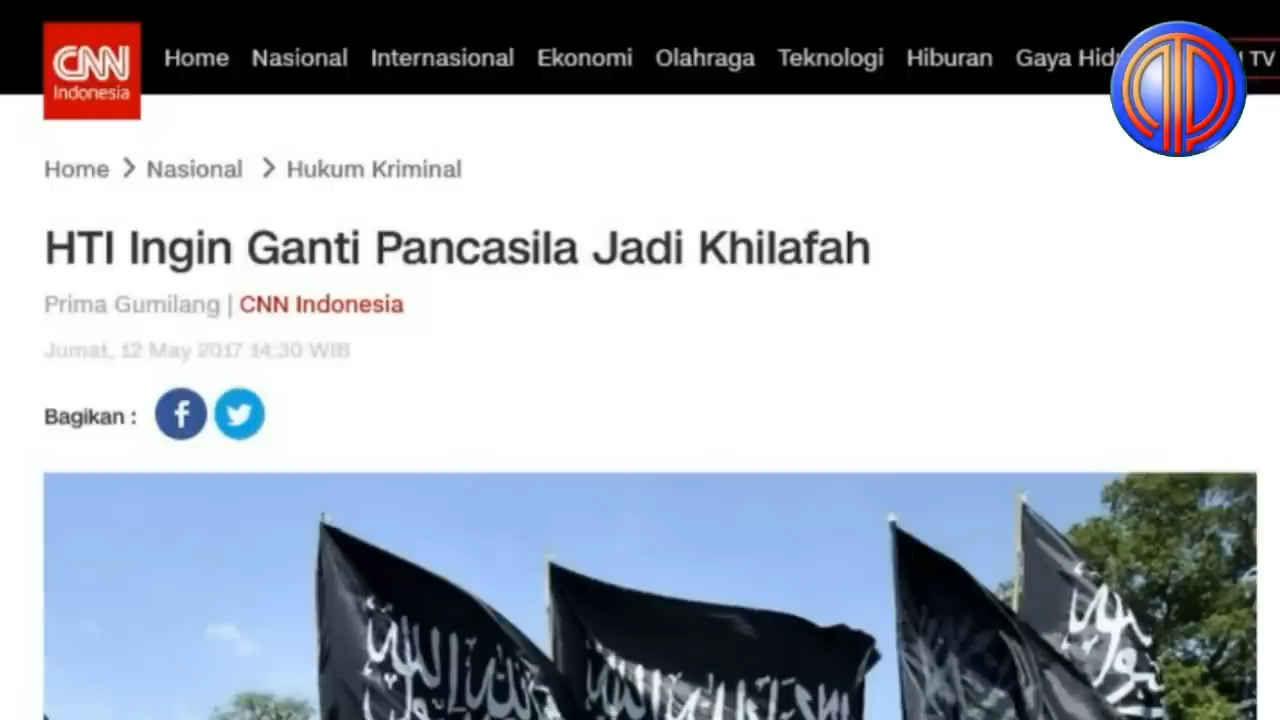 CNN
Indonesia
Home Nasional Internasional Ekonomi Olahraga Teknologi Hiburan Gaya Hidu TV
Home > Nasional > Hukum Kriminal
HTI Ingin Ganti Pancasila Jadi Khilafah
Prima Gumilang | CNN Indonesia
Jumat, 12 May 2017 14:30 WIB
Bagikan :